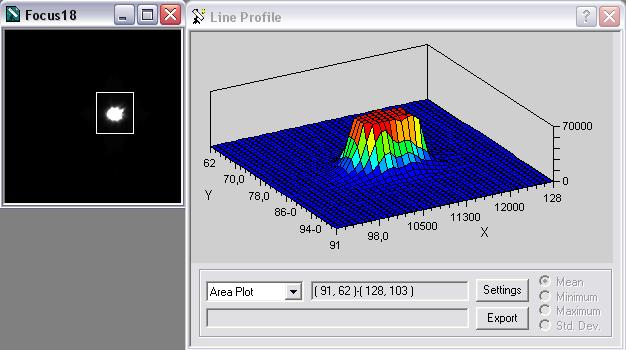 Focus18
Line Profile
70000
0
62
70,0
78,0
86-0
94-0
91
98,0
10500
11300
12000
128
Y
X
Area Plot
( 91, 62 )-( 128, 103 )
Settings
Export
Mean
Minimum
Maximum
Std. Dev.